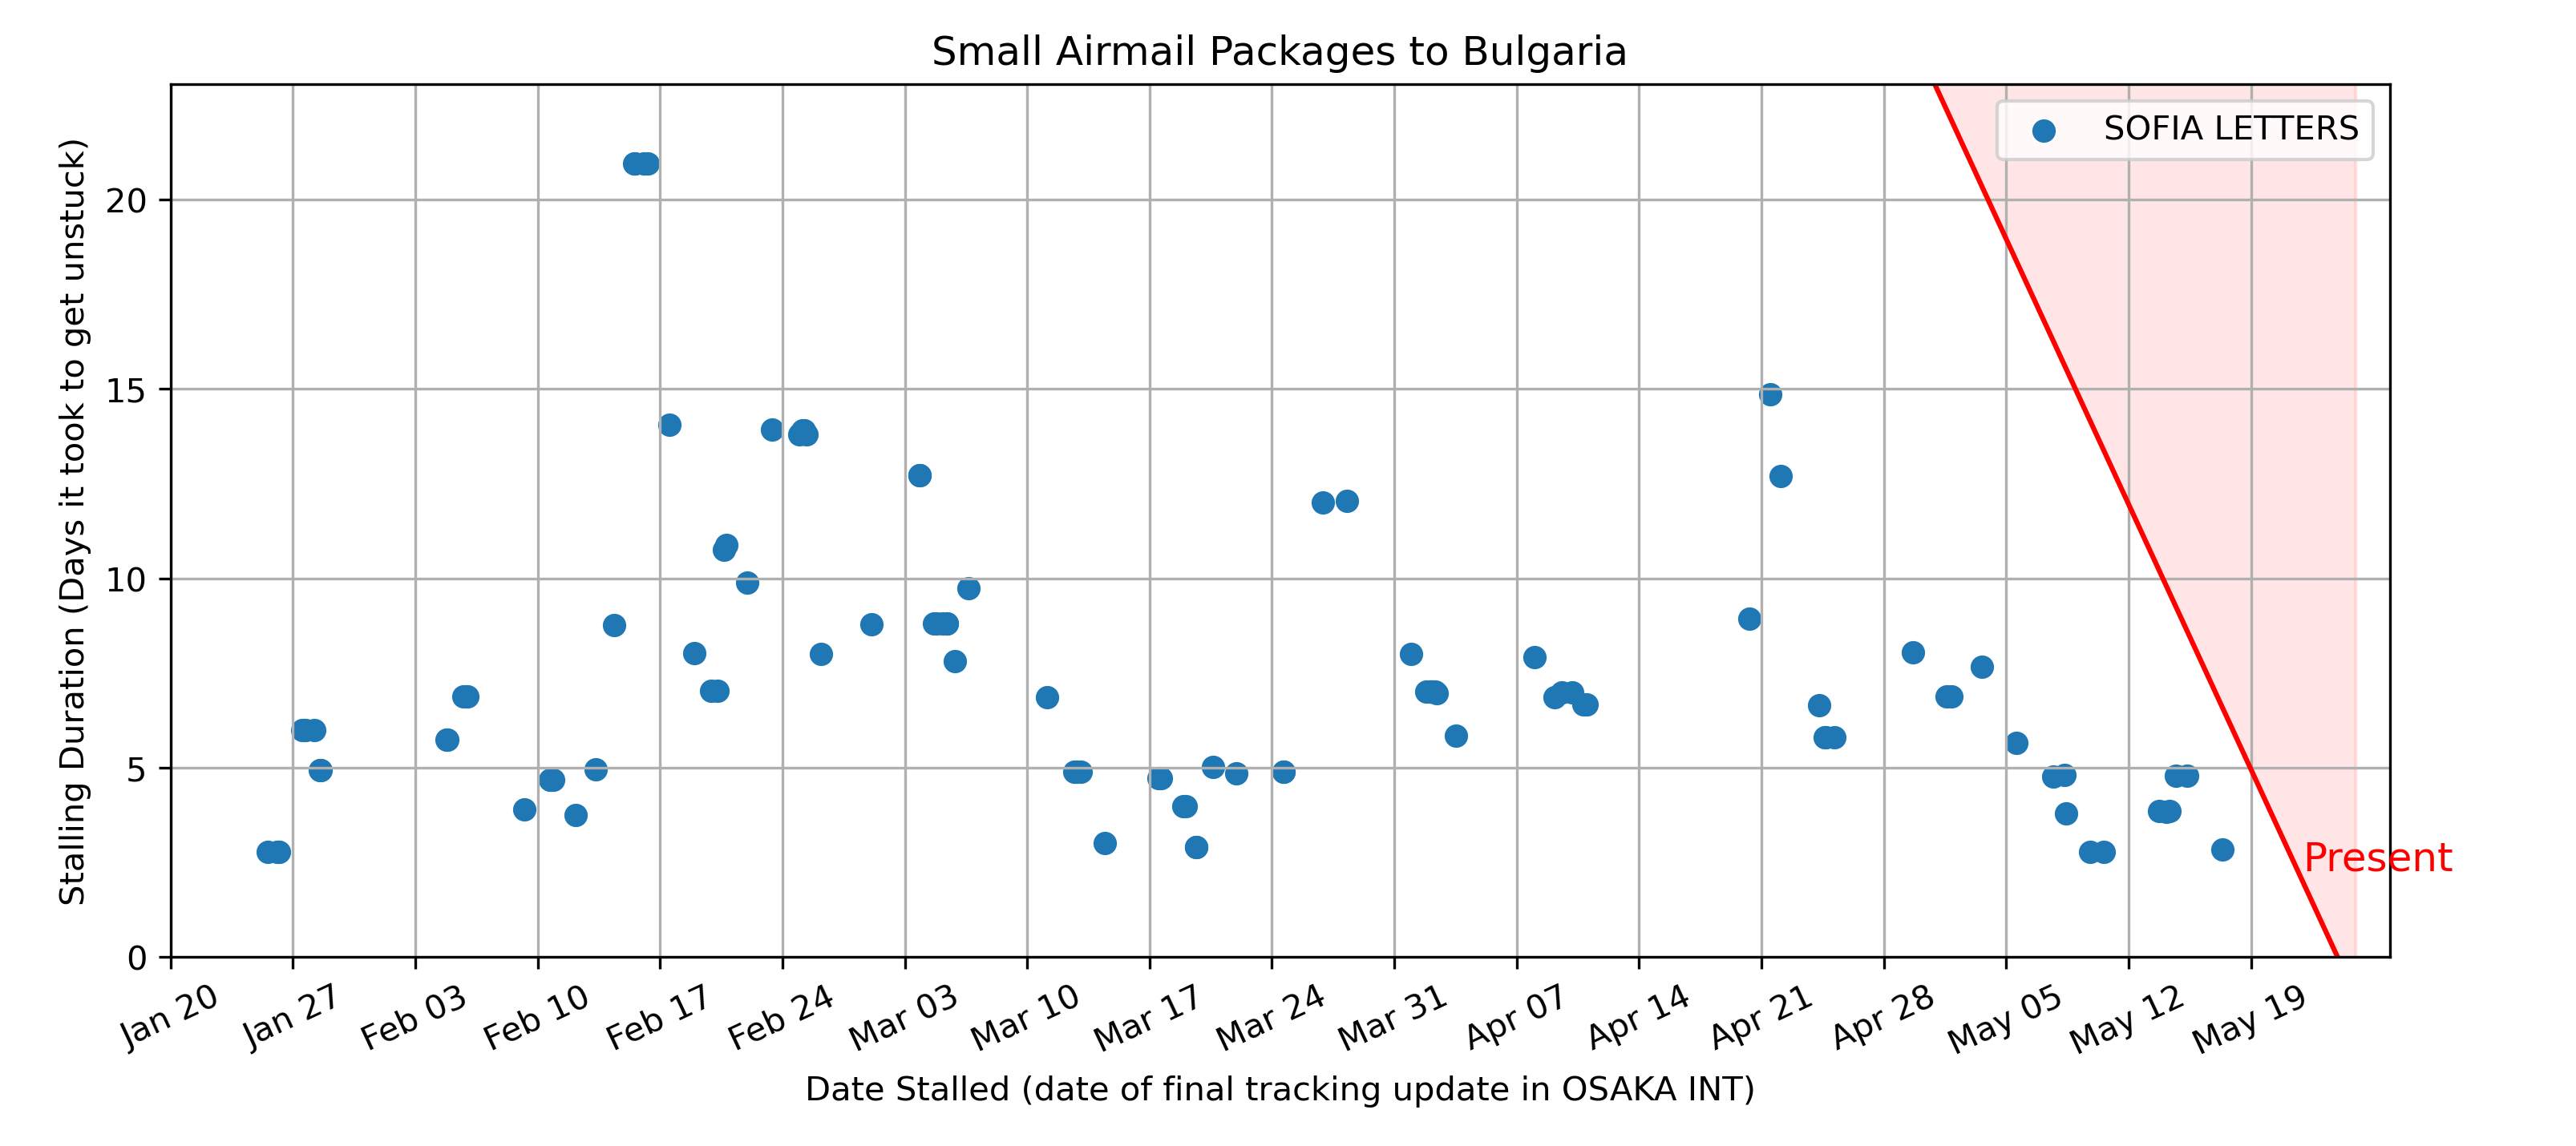 Small Airmail Packages to Bulgaria
SOFIA LETTERS
Stalling Duration (Days it took to get unstuck)
20
15
10
5
0
Present
Jan 20
Jan 27
Feb 03
Feb 10
Feb 17
Feb 24
Mar 03
Mar 10
Mar 17
Mar 24
Mar 31
Apr 07
Apr 14
Apr 21
Apr 28
May 05
May 12
May 19
Date Stalled (date of final tracking update in OSAKA INT)